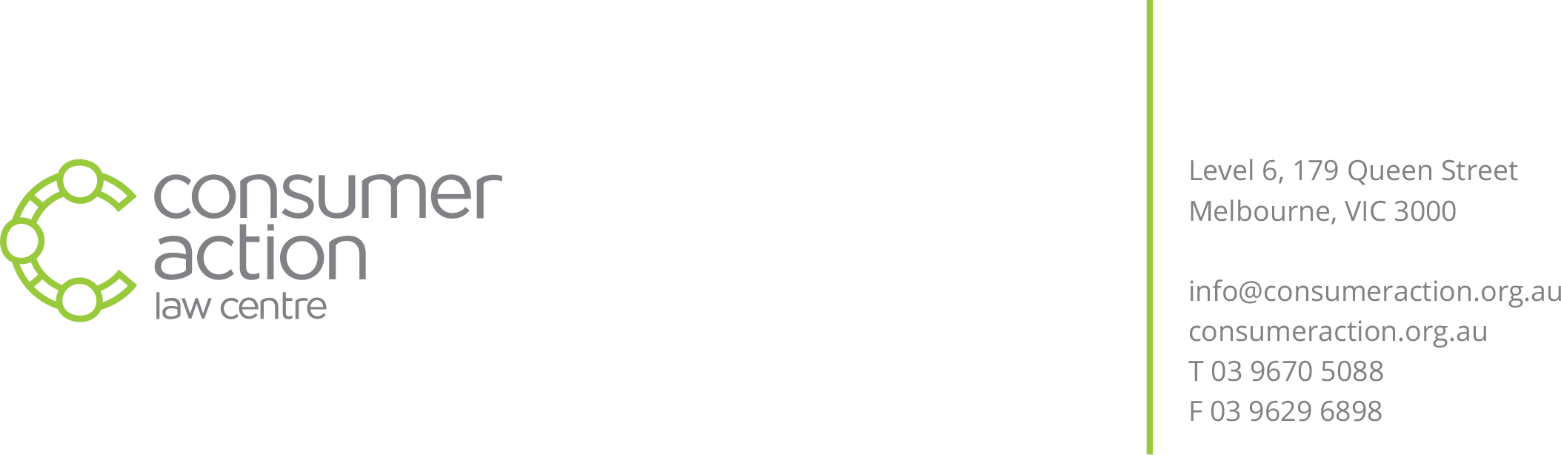 consumer
action
law centre
Level 6, 179 Queen Street
Melbourne, VIC 3000
info@consumeraction.org.au
consumeraction.org.au
T 03 9670 5088
F 03 9629 6898